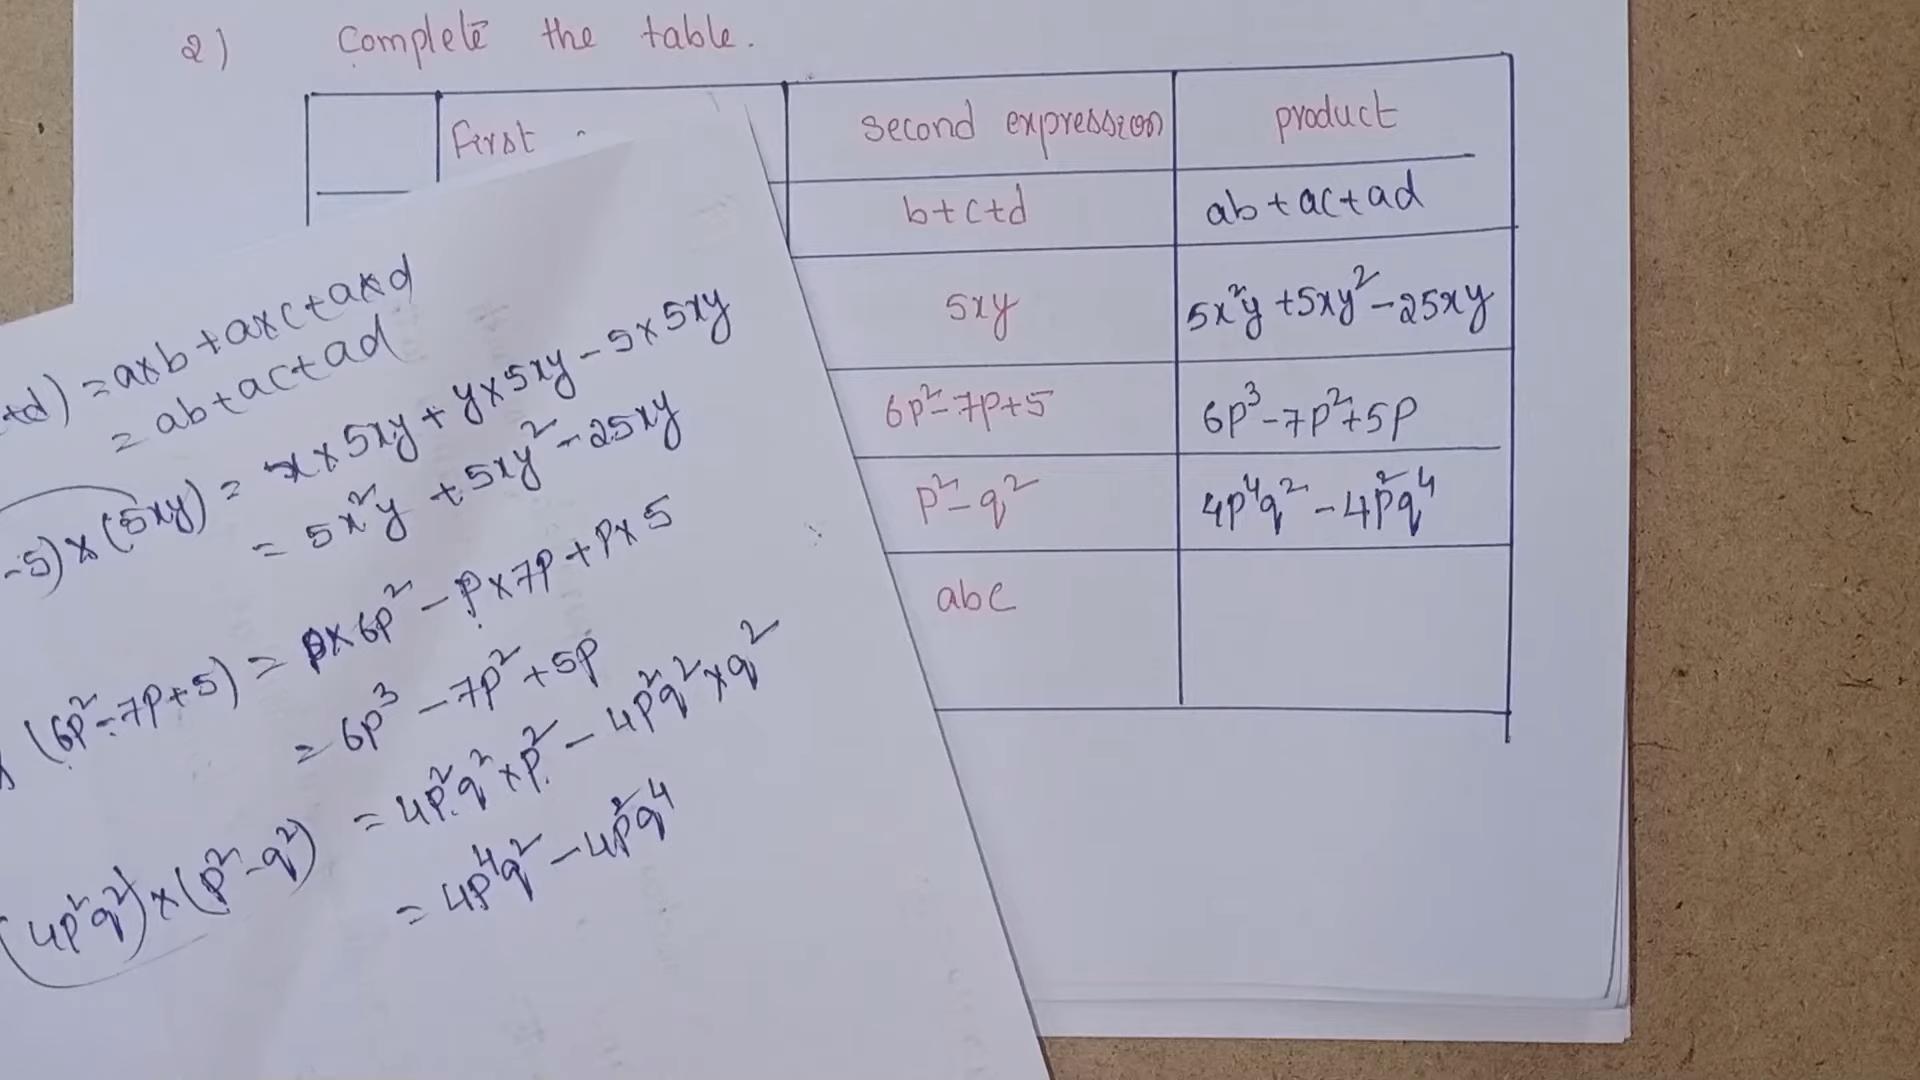 2) Complete the table.
First
second expression
product
b+c+d
ab+ac+ad
5xy
5x²y+5xy²-25xy
6p²-7p+5
6p³-7p²+5p
p²-q²
4p⁴q²-4p²q⁴
abc
+d) = a×b+a×c+a×d
= ab+ac+ad
-5)×(5xy) = x×5xy+y×5xy-5×5xy
= 5x²y+5xy²-25xy
(6p²-7p+5) = p×6p²-p×7p+p×5
= 6p³-7p²+5p
(4p²q²)×(p²-q²) = 4p²q²×p²-4p²q²×q²
= 4p⁴q²-4p²q⁴